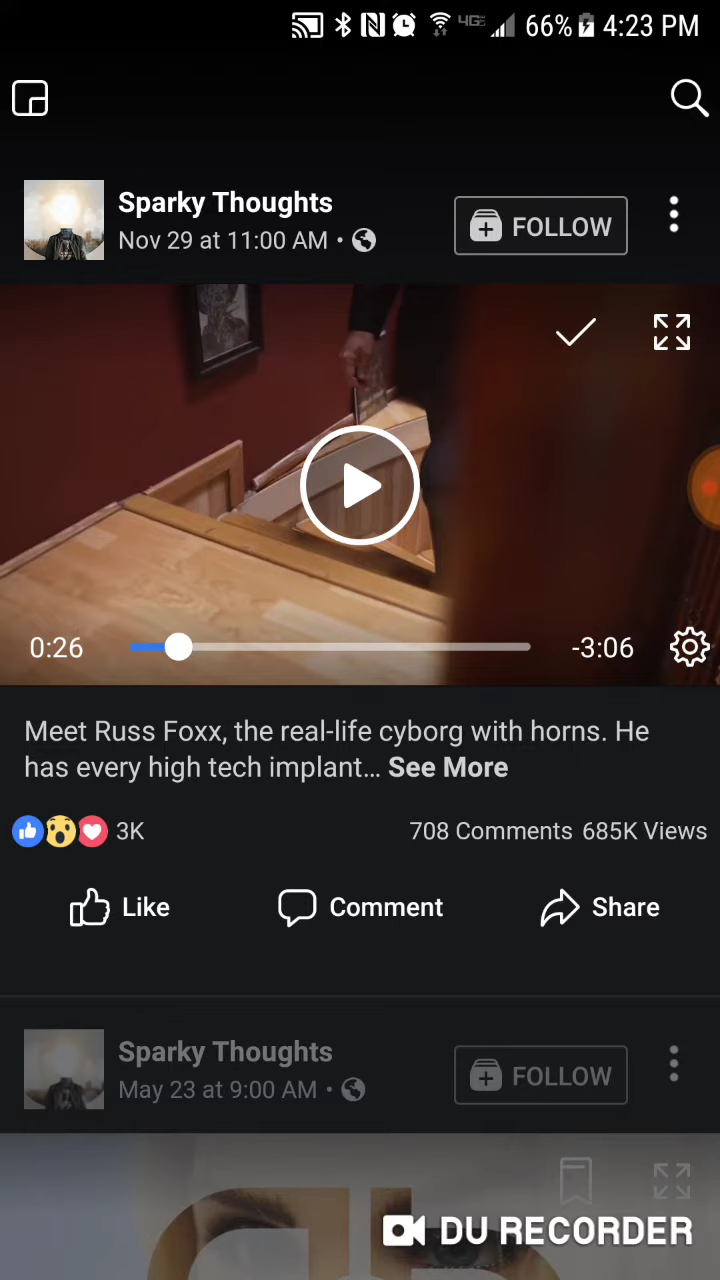 4G 66% 4:23 PM
Sparky Thoughts
Nov 29 at 11:00 AM •
FOLLOW
0:26
-3:06
Meet Russ Foxx, the real-life cyborg with horns. He
has every high tech implant... See More
3K
708 Comments 685K Views
Like
Comment
Share
Sparky Thoughts
May 23 at 9:00 AM •
FOLLOW
DU RECORDER